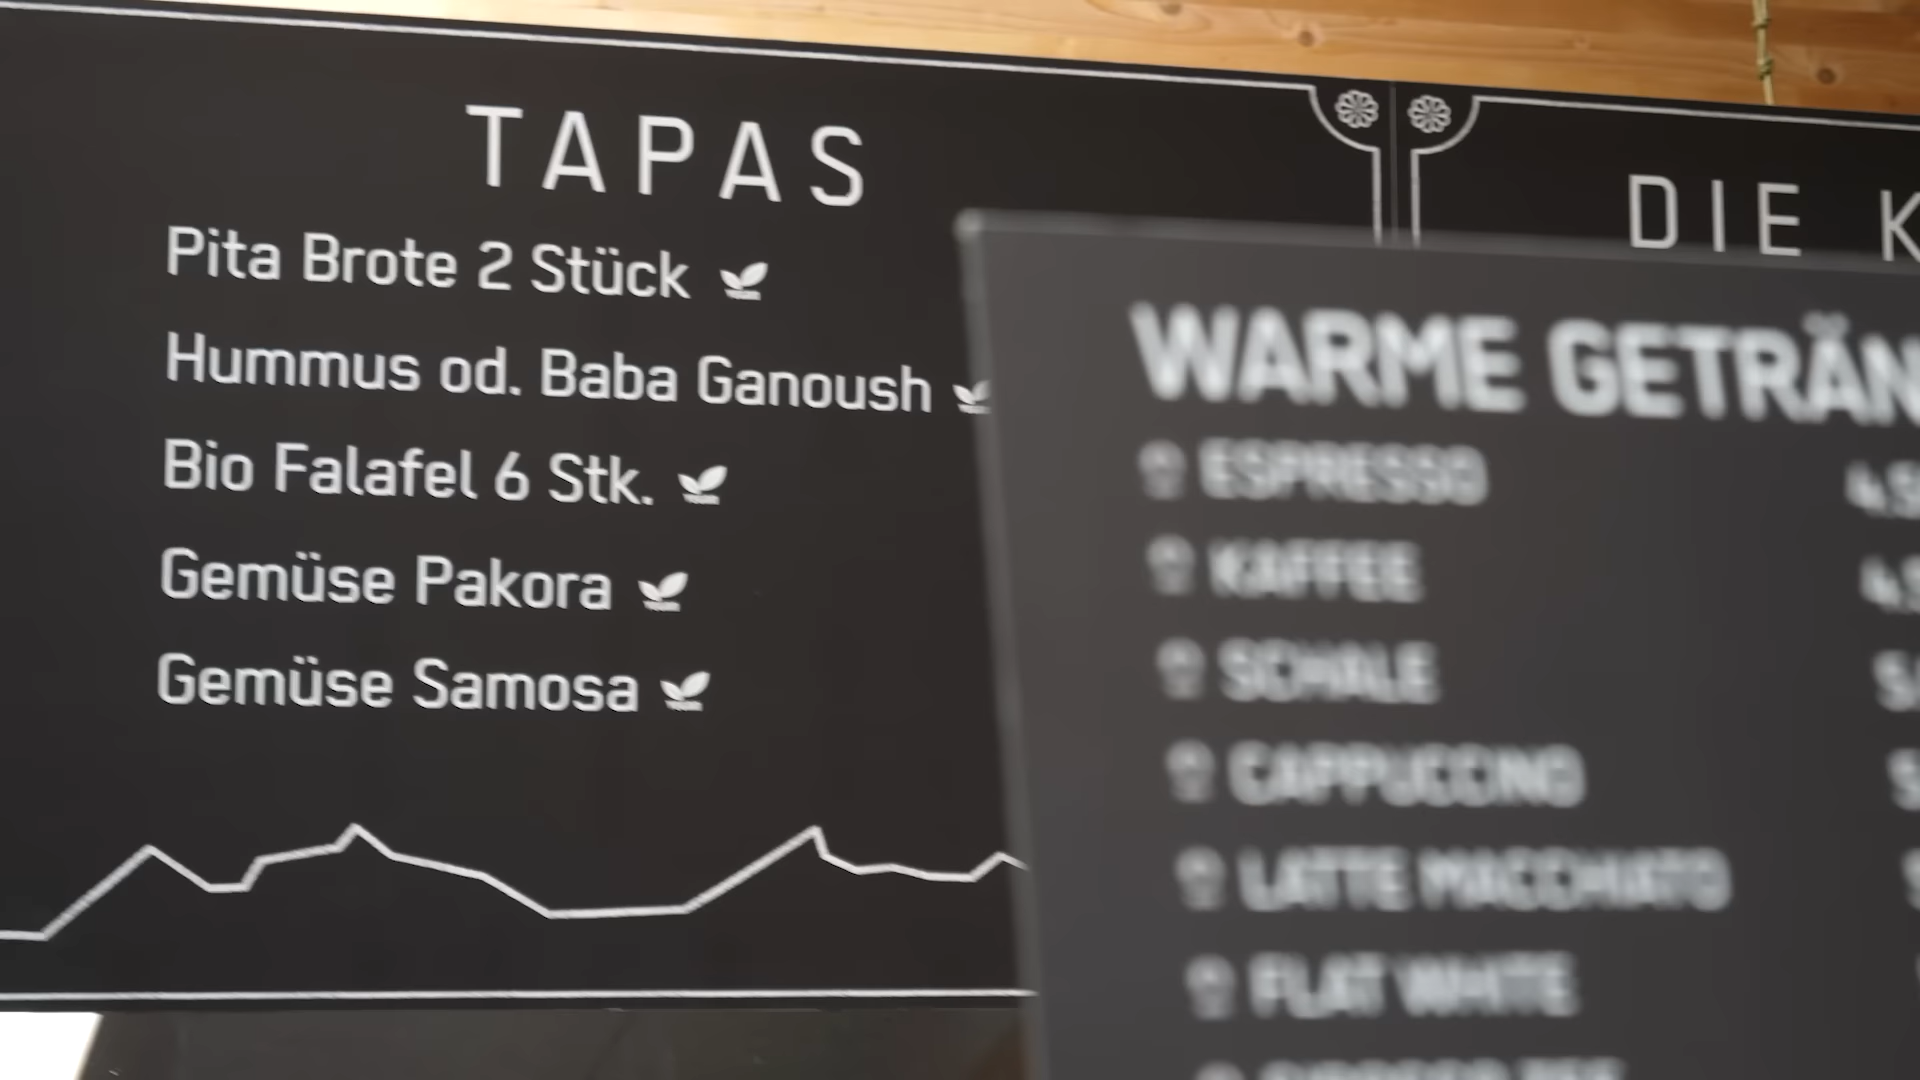 TAPAS
Pita Brote 2 Stück
Hummus od. Baba Ganoush
Bio Falafel 6 Stk.
Gemüse Pakora
Gemüse Samosa
DIE K
WARME GETRÄN
ESPRESSO
KAFFEE
SCHALE
CAPPUCCINO
LATTE MACCHIATO
FLAT WHITE